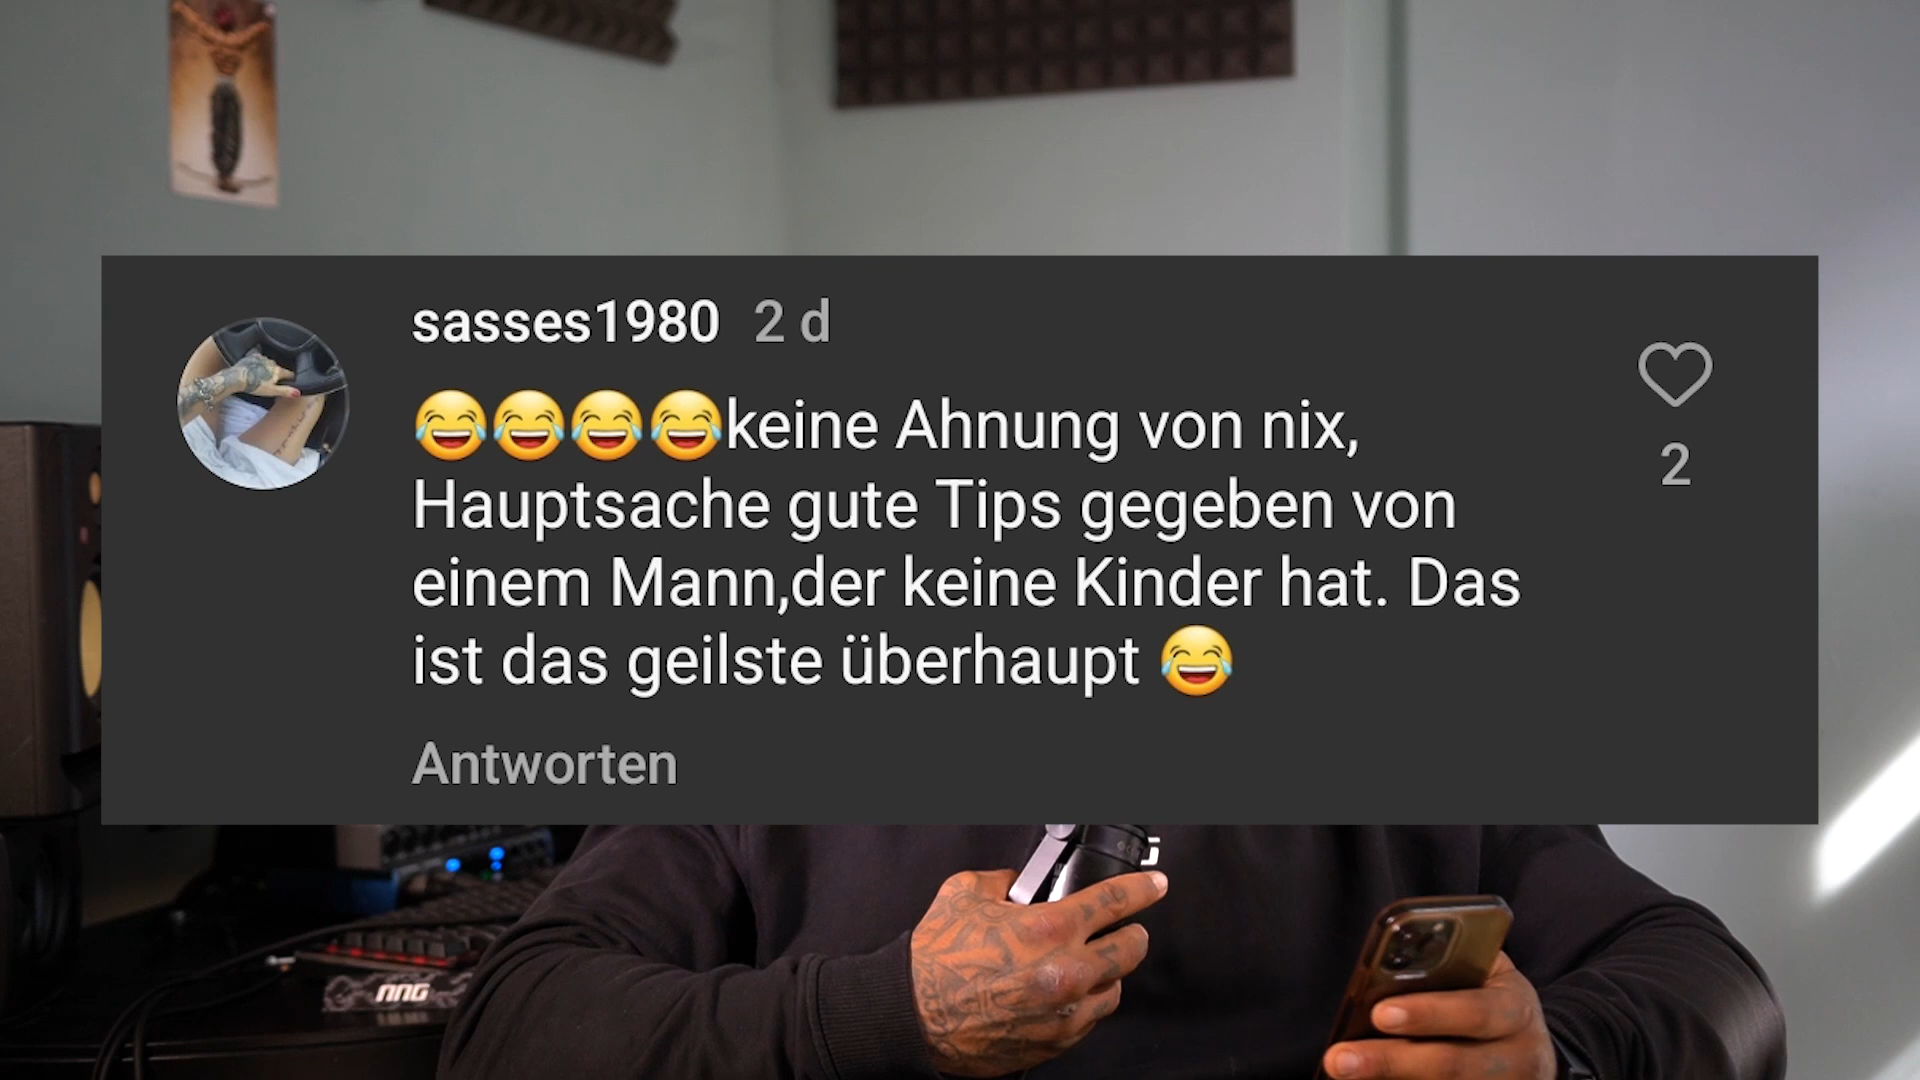 sasses1980 2 d
😂😂😂😂keine Ahnung von nix,
Hauptsache gute Tips gegeben von
einem Mann,der keine Kinder hat. Das
ist das geilste überhaupt 😂
2
Antworten
nnG